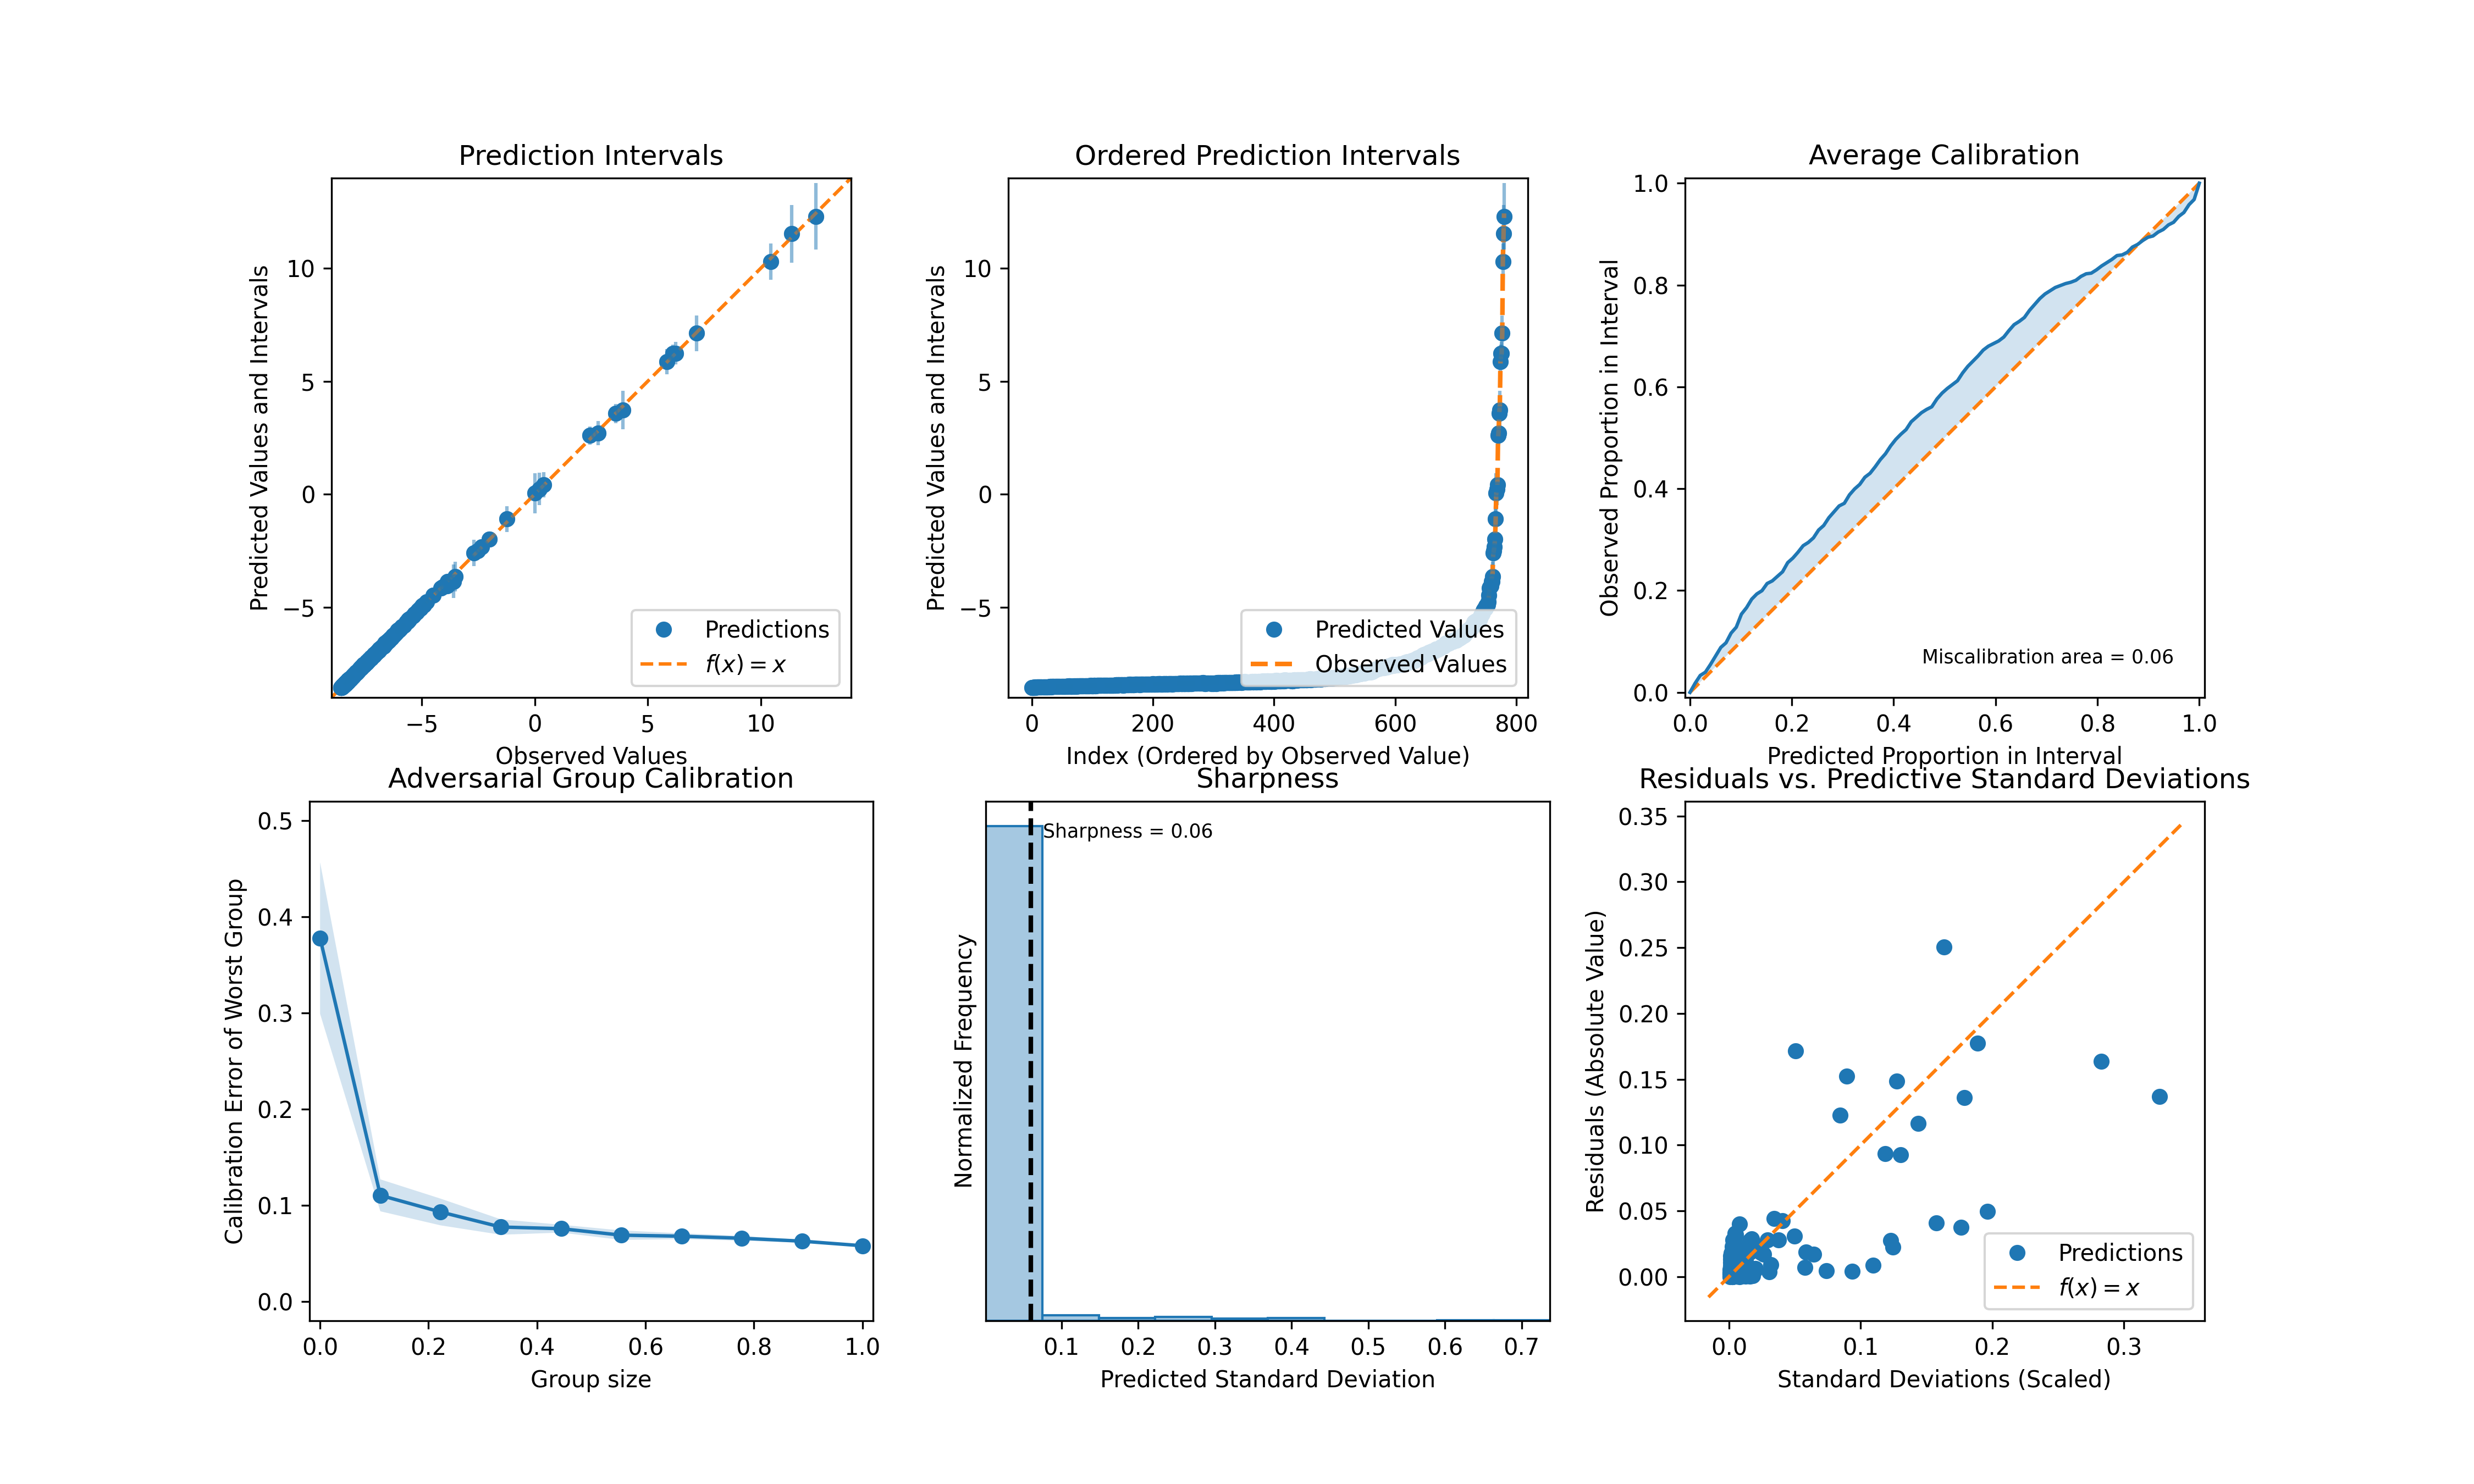 Prediction Intervals
Predicted Values and Intervals
10
5
0
−5
−5
0
5
10
Observed Values
Predictions
f(x) = x
Ordered Prediction Intervals
Predicted Values and Intervals
10
5
0
−5
0
200
400
600
800
Index (Ordered by Observed Value)
Predicted Values
Observed Values
Average Calibration
Observed Proportion in Interval
1.0
0.8
0.6
0.4
0.2
0.0
0.0
0.2
0.4
0.6
0.8
1.0
Predicted Proportion in Interval
Miscalibration area = 0.06
Adversarial Group Calibration
Calibration Error of Worst Group
0.5
0.4
0.3
0.2
0.1
0.0
0.0
0.2
0.4
0.6
0.8
1.0
Group size
Sharpness
Normalized Frequency
Sharpness = 0.06
0.1
0.2
0.3
0.4
0.5
0.6
0.7
Predicted Standard Deviation
Residuals vs. Predictive Standard Deviations
Residuals (Absolute Value)
0.35
0.30
0.25
0.20
0.15
0.10
0.05
0.00
0.0
0.1
0.2
0.3
Standard Deviations (Scaled)
Predictions
f(x) = x